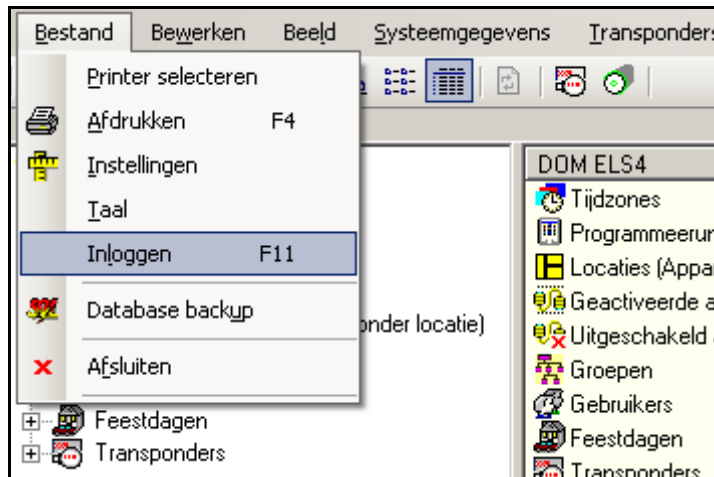 Bestand Bewerken Beeld Systeemgegevens Transponders
Printer selecteren
Afdrukken F4
Instellingen
Taal
Inloggen F11
Database backup
Afsluiten
onder locatie)
Feestdagen
Transponders
DOM ELS4
Tijdzones
Programmeerun
Locaties (Appa
Geactiveerde a
Uitgeschakeld
Groepen
Gebruikers
Feestdagen
Transponders